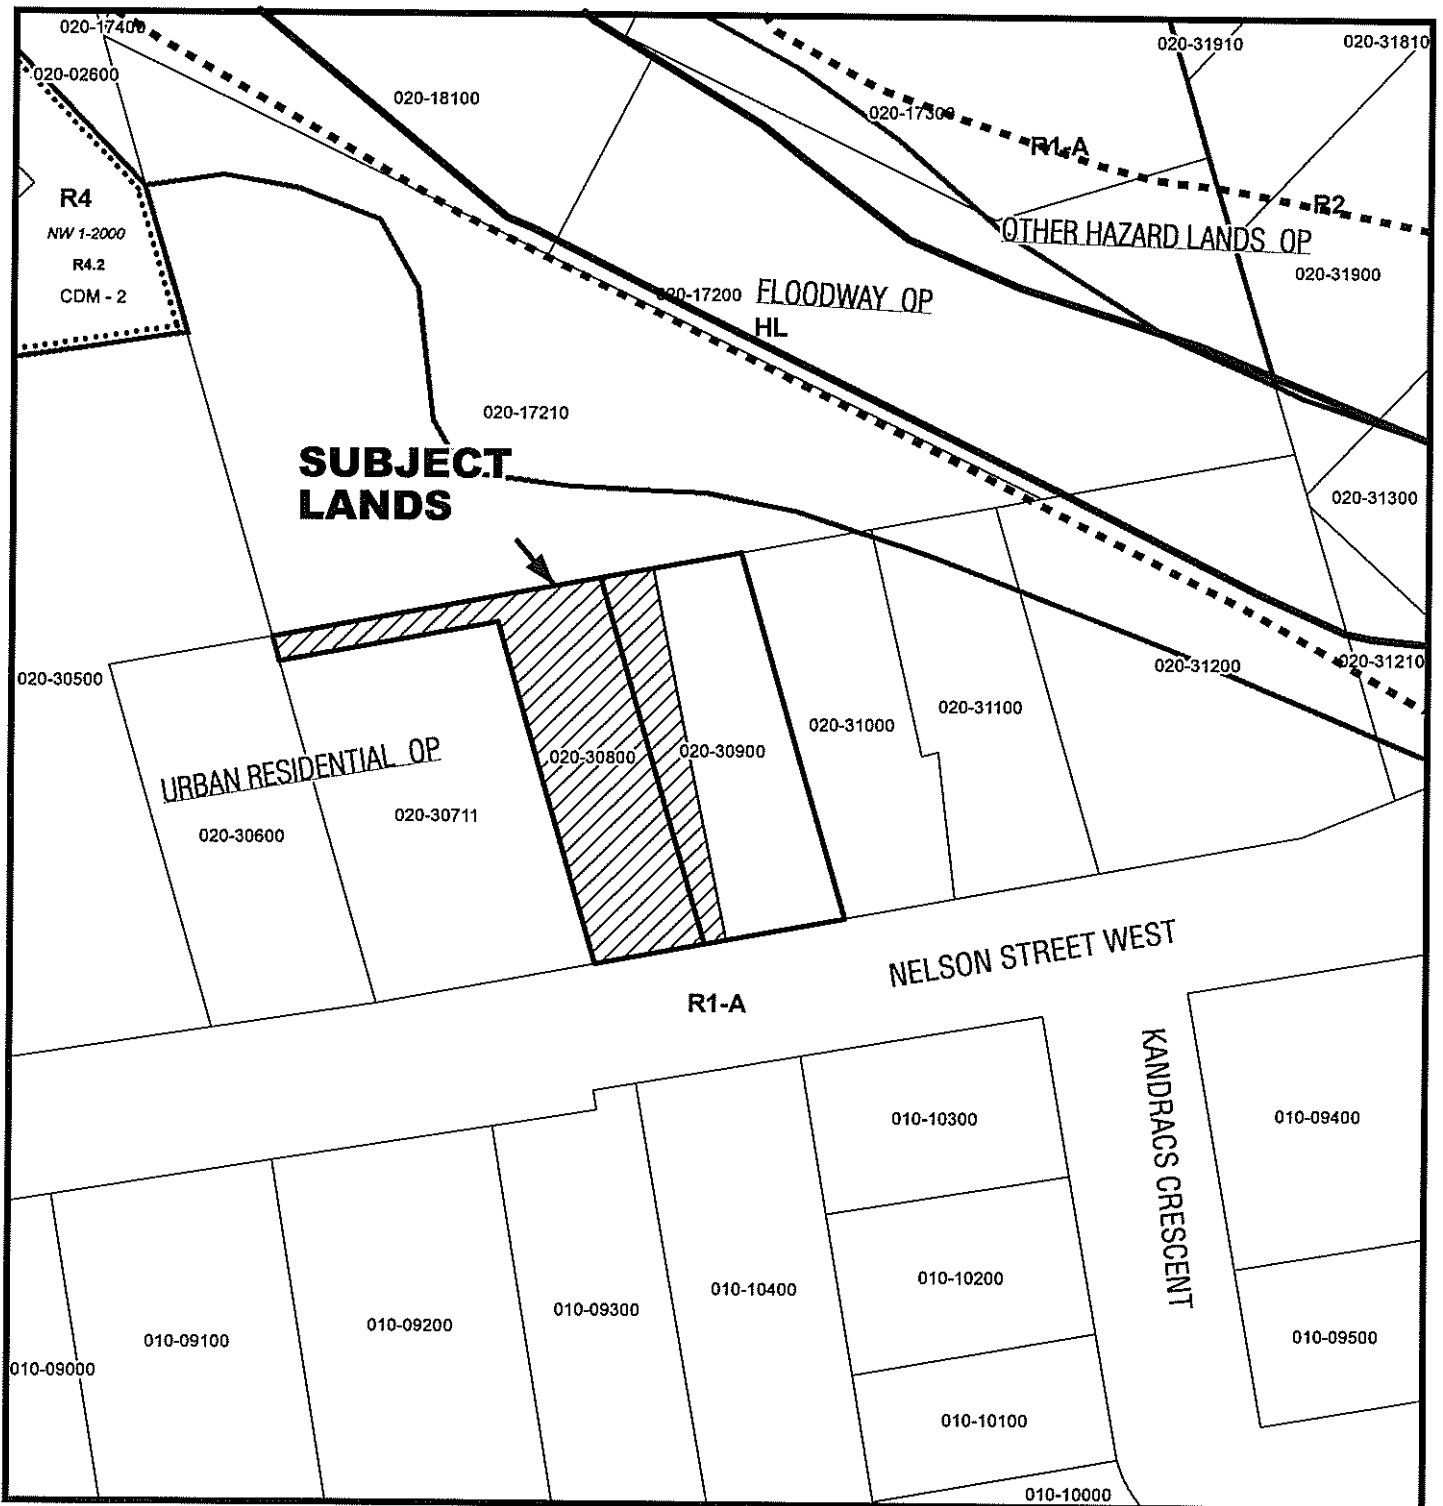 020-17400
020-31910
020-31810
020-02600
020-18100
020-17300
R1-A
R4
R2
NW 1-2000
OTHER HAZARD LANDS OP
R4.2
020-31900
CDM - 2
020-17200
FLOODWAY OP
HL
020-17210
SUBJECT
LANDS
020-31300
020-30500
020-31200
020-31210
020-31100
020-31000
020-30900
020-30800
URBAN RESIDENTIAL OP
020-30711
020-30600
NELSON STREET WEST
R1-A
KANDRACS CRESCENT
010-10300
010-09400
010-10200
010-10400
010-09300
010-09200
010-09100
010-09500
010-09000
010-10100
010-10000